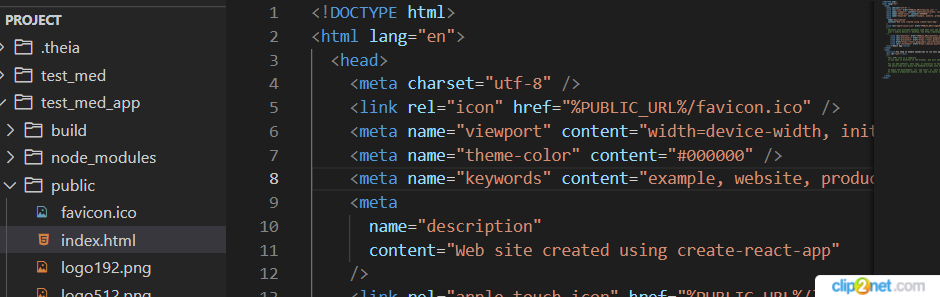 PROJECT
.theia
test_med
test_med_app
build
node_modules
public
favicon.ico
index.html
logo192.png
logo512.png
1 <!DOCTYPE html>
2 <html lang="en">
3 <head>
4 <meta charset="utf-8" />
5 <link rel="icon" href="%PUBLIC_URL%/favicon.ico" />
6 <meta name="viewport" content="width=device-width, init
7 <meta name="theme-color" content="#000000" />
8 <meta name="keywords" content="example, website, produc
9 <meta
10 name="description"
11 content="Web site created using create-react-app"
12 />
13 <link rel="apple-touch-icon" href="%PUBLIC_URL%/l
clip2net.com